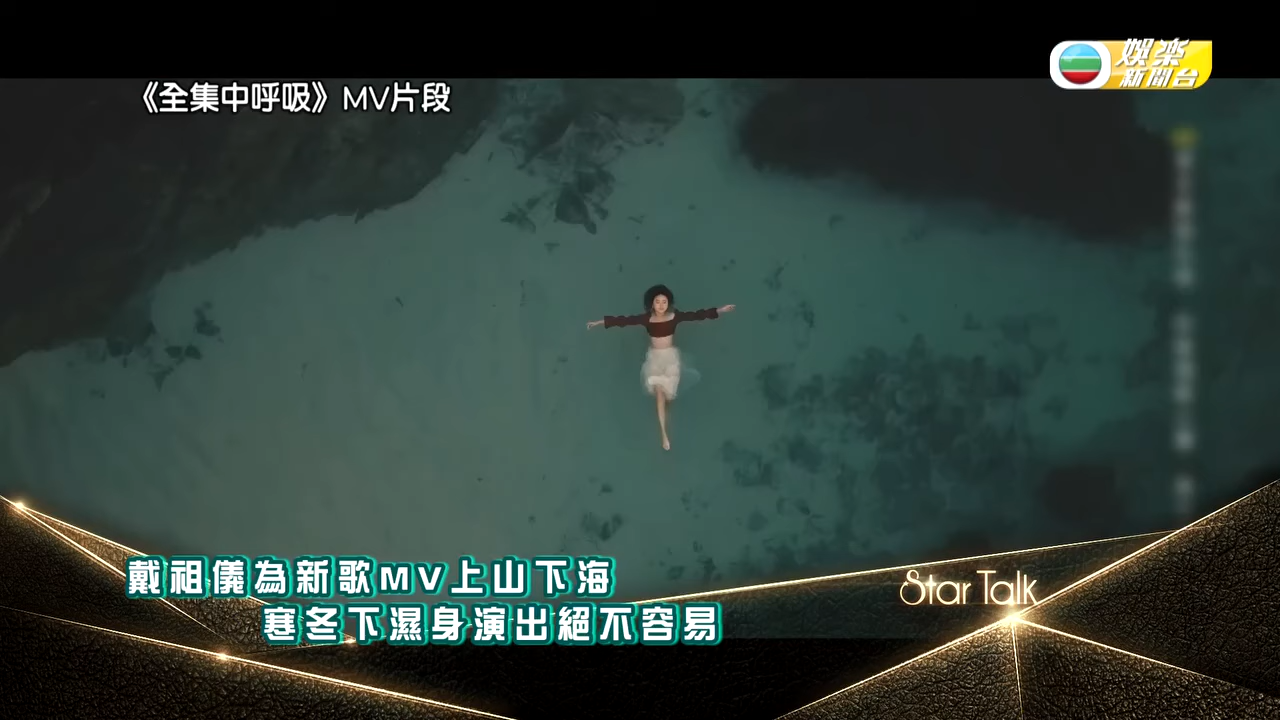 娛樂
新聞台
《全集中呼吸》MV片段
戴祖儀為新歌MV上山下海
寒冬下濕身演出絕不容易
Star Talk